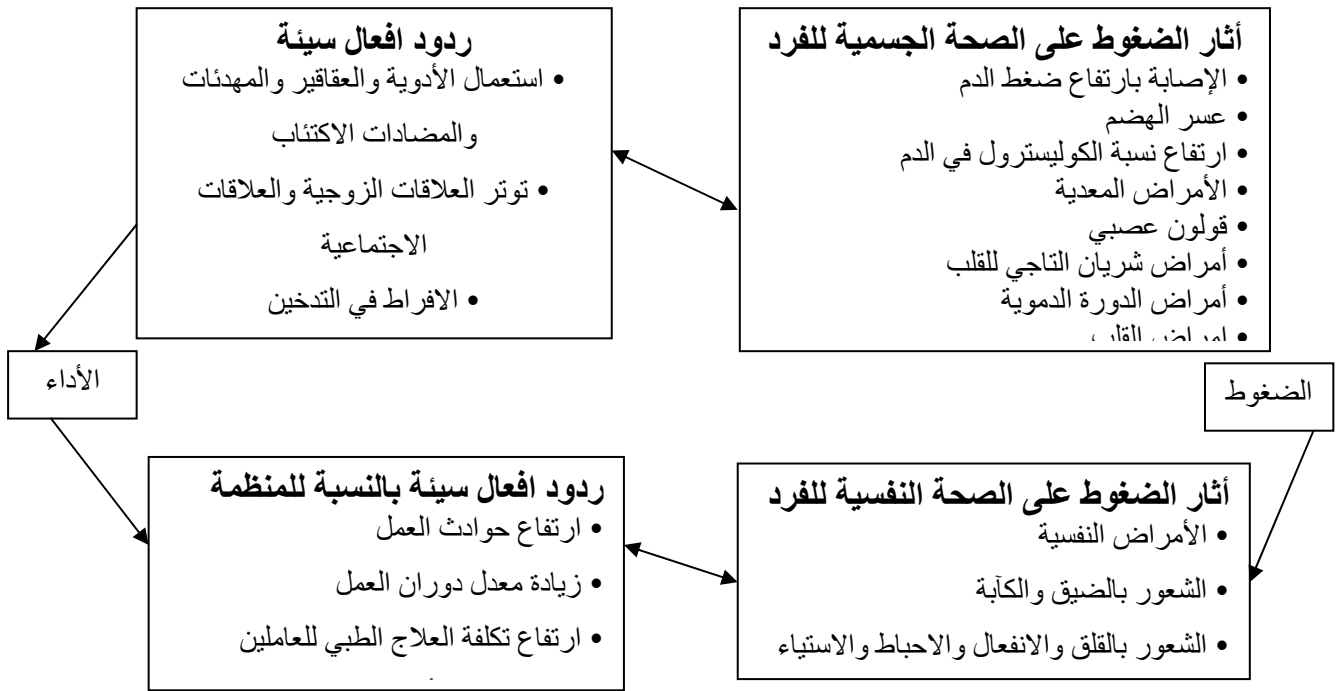 أثار الضغوط على الصحة الجسمية للفرد
• الإصابة بارتفاع ضغط الدم
• عسر الهضم
• ارتفاع نسبة الكوليسترول في الدم
• الأمراض المعدية
• قولون عصبي
• أمراض شريان التاجي للقلب
• أمراض الدورة الدموية
• امراض القلب
ردود افعال سيئة
• استعمال الأدوية والعقاقير والمهدئات
والمضادات الاكتئاب
• توتر العلاقات الزوجية والعلاقات
الاجتماعية
• الافراط في التدخين
الضغوط
الأداء
أثار الضغوط على الصحة النفسية للفرد
• الأمراض النفسية
• الشعور بالضيق والكآبة
• الشعور بالقلق والانفعال والاحباط والاستياء
ردود افعال سيئة بالنسبة للمنظمة
• ارتفاع حوادث العمل
• زيادة معدل دوران العمل
• ارتفاع تكلفة العلاج الطبي للعاملين